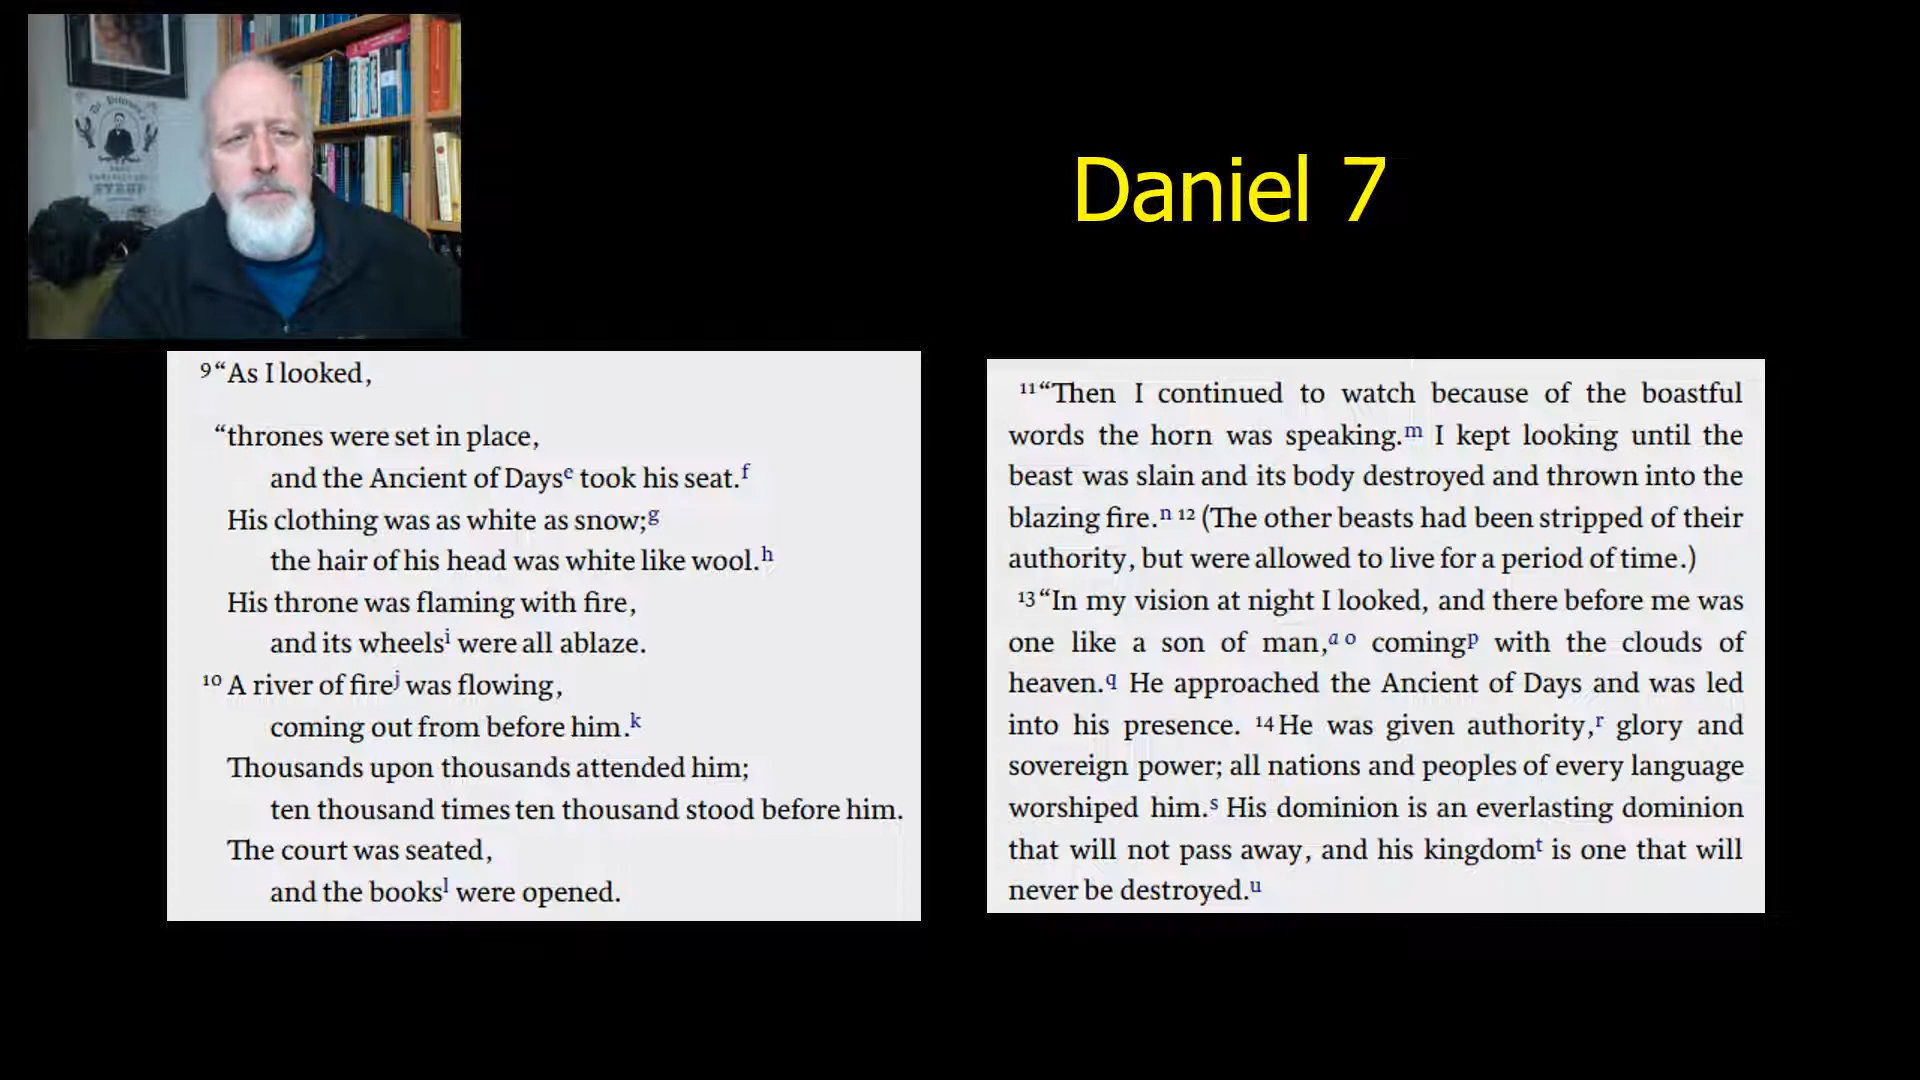 Dr. Peterson's
SYRUP
Daniel 7
9 “As I looked,
“thrones were set in place,
and the Ancient of Days e took his seat. f
His clothing was as white as snow; g
the hair of his head was white like wool. h
His throne was flaming with fire,
and its wheels i were all ablaze.
10 A river of fire j was flowing,
coming out from before him. k
Thousands upon thousands attended him;
ten thousand times ten thousand stood before him.
The court was seated,
and the books l were opened.
11 “Then I continued to watch because of the boastful
words the horn was speaking. m I kept looking until the
beast was slain and its body destroyed and thrown into the
blazing fire. n 12 (The other beasts had been stripped of their
authority, but were allowed to live for a period of time.)
13 “In my vision at night I looked, and there before me was
one like a son of man, a o coming p with the clouds of
heaven. q He approached the Ancient of Days and was led
into his presence. 14 He was given authority, r glory and
sovereign power; all nations and peoples of every language
worshiped him. s His dominion is an everlasting dominion
that will not pass away, and his kingdom t is one that will
never be destroyed. u